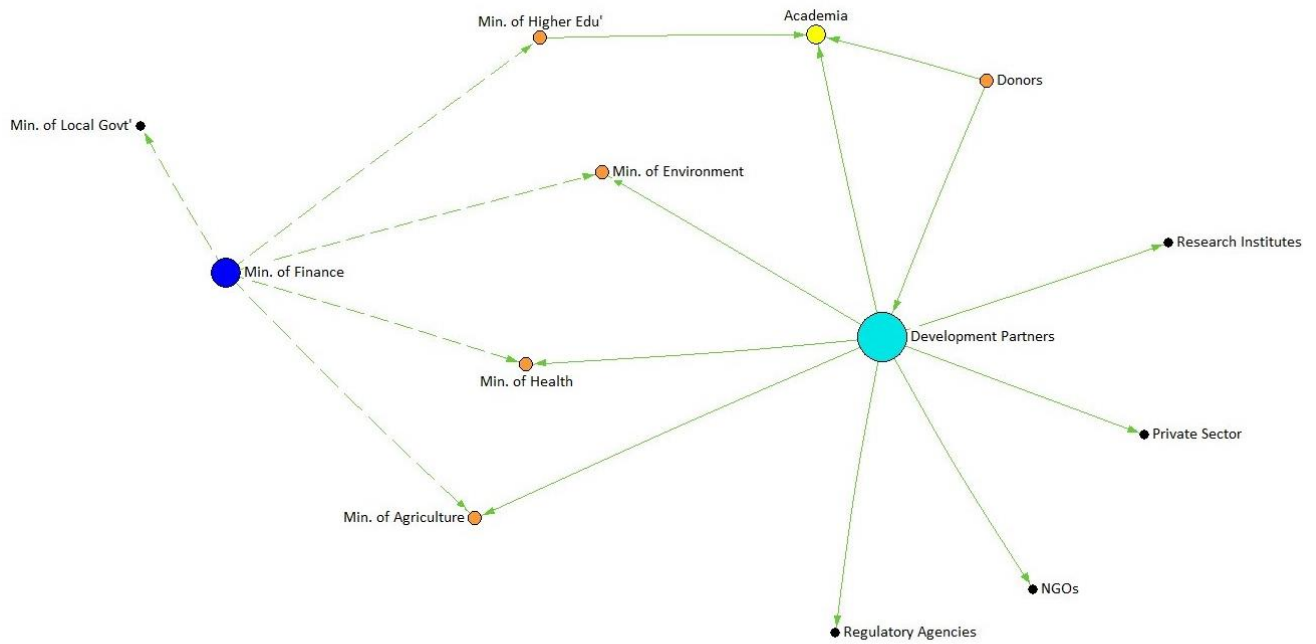 Min. of Higher Edu'
Academia
Donors
Min. of Local Govt'
Min. of Environment
Research Institutes
Min. of Finance
Development Partners
Min. of Health
Private Sector
Min. of Agriculture
NGOs
Regulatory Agencies